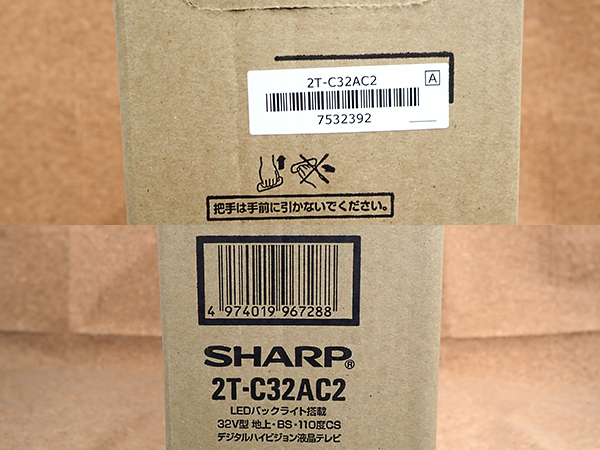 2T-C32AC2
A
7532392
把手は手前に引かないでください。
4 974019 967288
SHARP®
2T-C32AC2
LEDバックライト搭載
32V型 地上・BS・110度CS
デジタルハイビジョン液晶テレビ